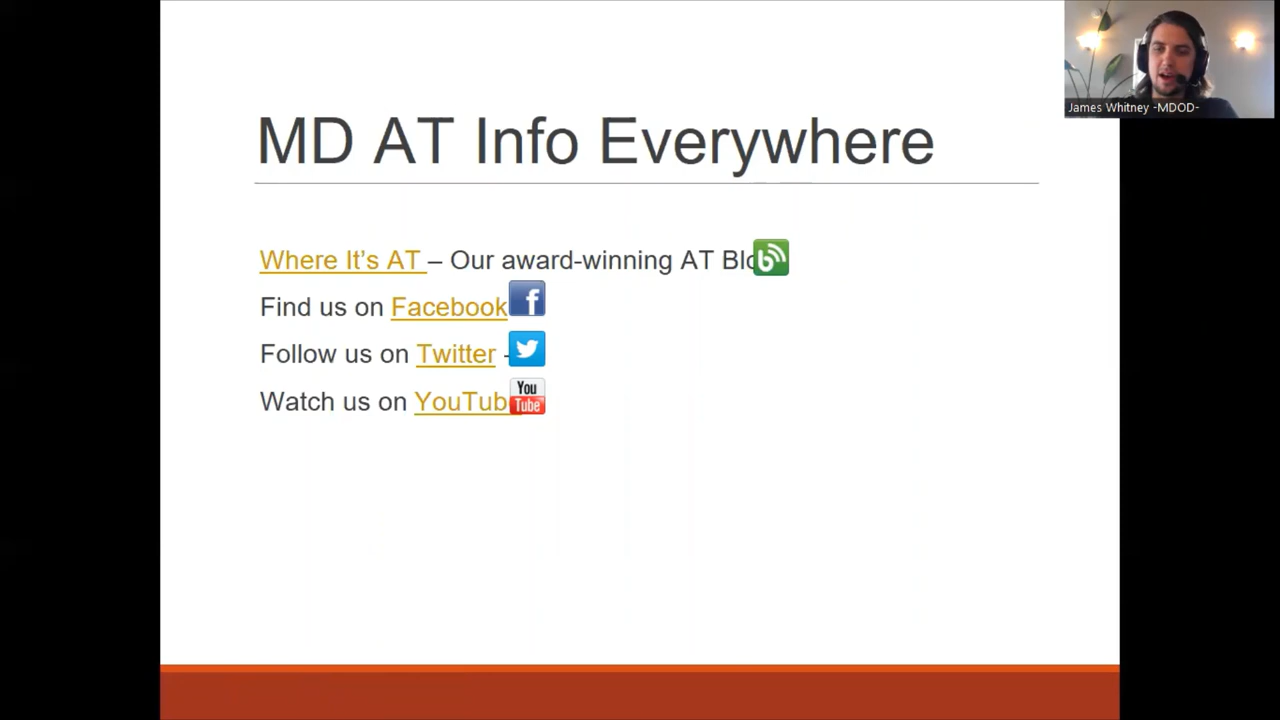 James Whitney -MDOD-
MD AT Info Everywhere
Where It's AT – Our award-winning AT Blo
b
Find us on Facebook
f
Follow us on Twitter -
Watch us on YouTub
You
Tube